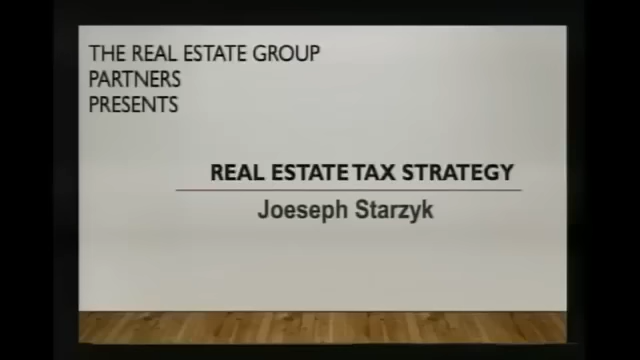 THE REAL ESTATE GROUP
PARTNERS
PRESENTS
REAL ESTATE TAX STRATEGY
Joeseph Starzyk